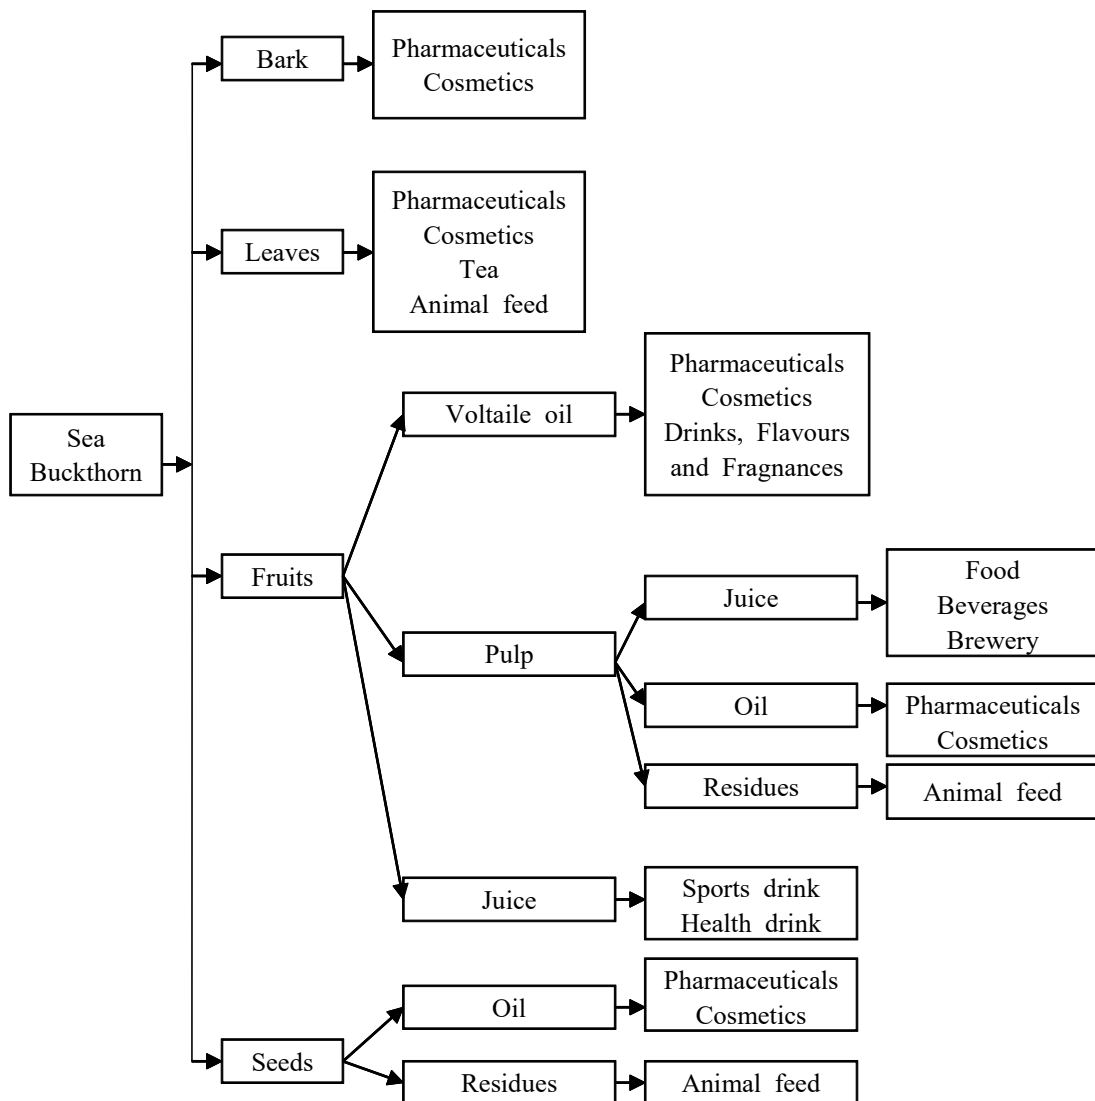 Bark
Pharmaceuticals
Cosmetics
Leaves
Pharmaceuticals
Cosmetics
Tea
Animal feed
Sea
Buckthorn
Voltaile oil
Pharmaceuticals
Cosmetics
Drinks, Flavours
and Fragnances
Fruits
Pulp
Juice
Food
Beverages
Brewery
Oil
Pharmaceuticals
Cosmetics
Residues
Animal feed
Juice
Sports drink
Health drink
Seeds
Oil
Pharmaceuticals
Cosmetics
Residues
Animal feed